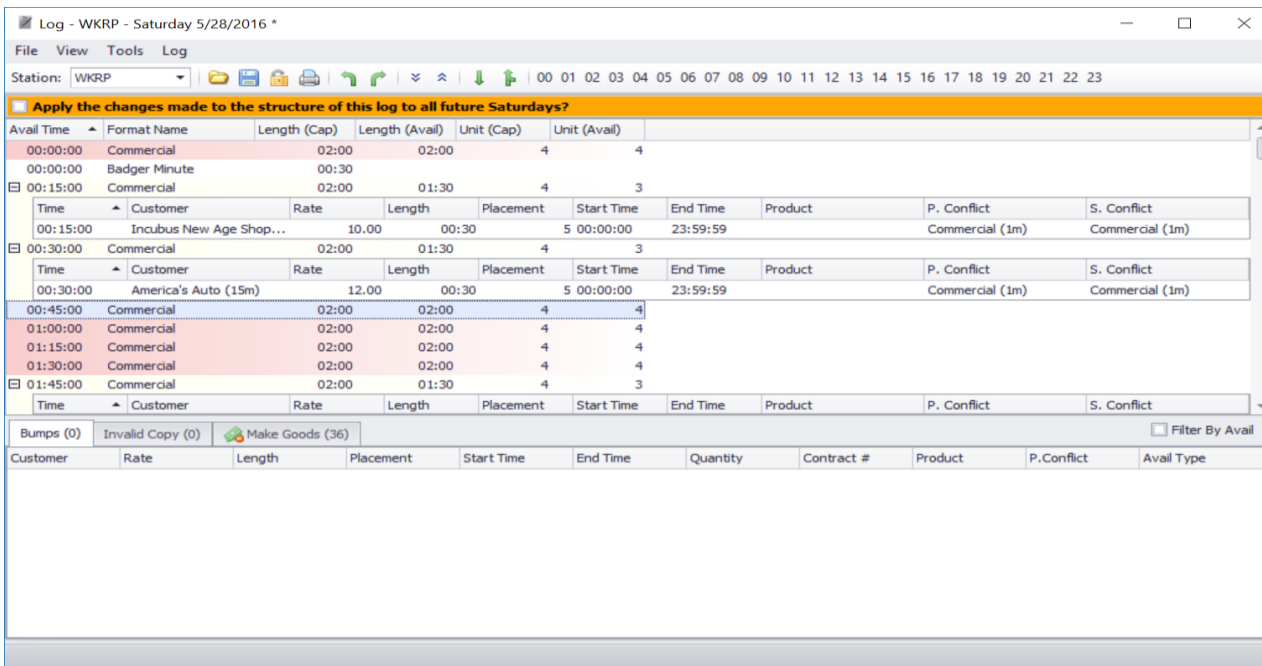 Log - WKRP - Saturday 5/28/2016 *
File View Tools Log
Station: WKRP 00 01 02 03 04 05 06 07 08 09 10 11 12 13 14 15 16 17 18 19 20 21 22 23
Apply the changes made to the structure of this log to all future Saturdays?
Avail Time Format Name Length (Cap) Length (Avail) Unit (Cap) Unit (Avail)
00:00:00 Commercial 02:00 02:00 4 4
00:00:00 Badger Minute 00:30
00:15:00 Commercial 02:00 01:30 4 3
Time Customer Rate Length Placement Start Time End Time Product P. Conflict S. Conflict
00:15:00 Incubus New Age Shop... 10.00 00:30 5 00:00:00 23:59:59 Commercial (1m) Commercial (1m)
00:30:00 Commercial 02:00 01:30 4 3
Time Customer Rate Length Placement Start Time End Time Product P. Conflict S. Conflict
00:30:00 America's Auto (15m) 12.00 00:30 5 00:00:00 23:59:59 Commercial (1m) Commercial (1m)
00:45:00 Commercial 02:00 02:00 4 4
01:00:00 Commercial 02:00 02:00 4 4
01:15:00 Commercial 02:00 02:00 4 4
01:30:00 Commercial 02:00 02:00 4 4
01:45:00 Commercial 02:00 01:30 4 3
Time Customer Rate Length Placement Start Time End Time Product P. Conflict S. Conflict
Bumps (0) Invalid Copy (0) Make Goods (36) Filter By Avail
Customer Rate Length Placement Start Time End Time Quantity Contract # Product P.Conflict Avail Type